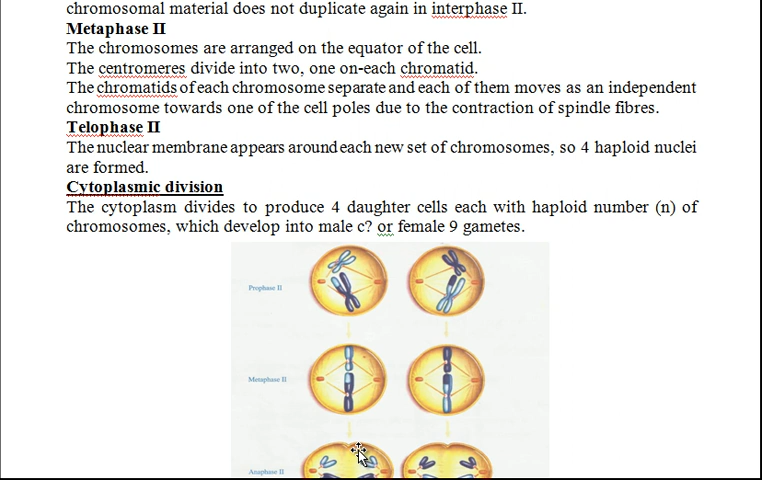 chromosomal material does not duplicate again in interphase II.
Metaphase II
The chromosomes are arranged on the equator of the cell.
The centromeres divide into two, one on-each chromatid.
The chromatids of each chromosome separate and each of them moves as an independent
chromosome towards one of the cell poles due to the contraction of spindle fibres.
Telophase II
The nuclear membrane appears around each new set of chromosomes, so 4 haploid nuclei
are formed.
Cytoplasmic division
The cytoplasm divides to produce 4 daughter cells each with haploid number (n) of
chromosomes, which develop into male c? or female 9 gametes.
Prophase II
Metaphase II
Anaphase II